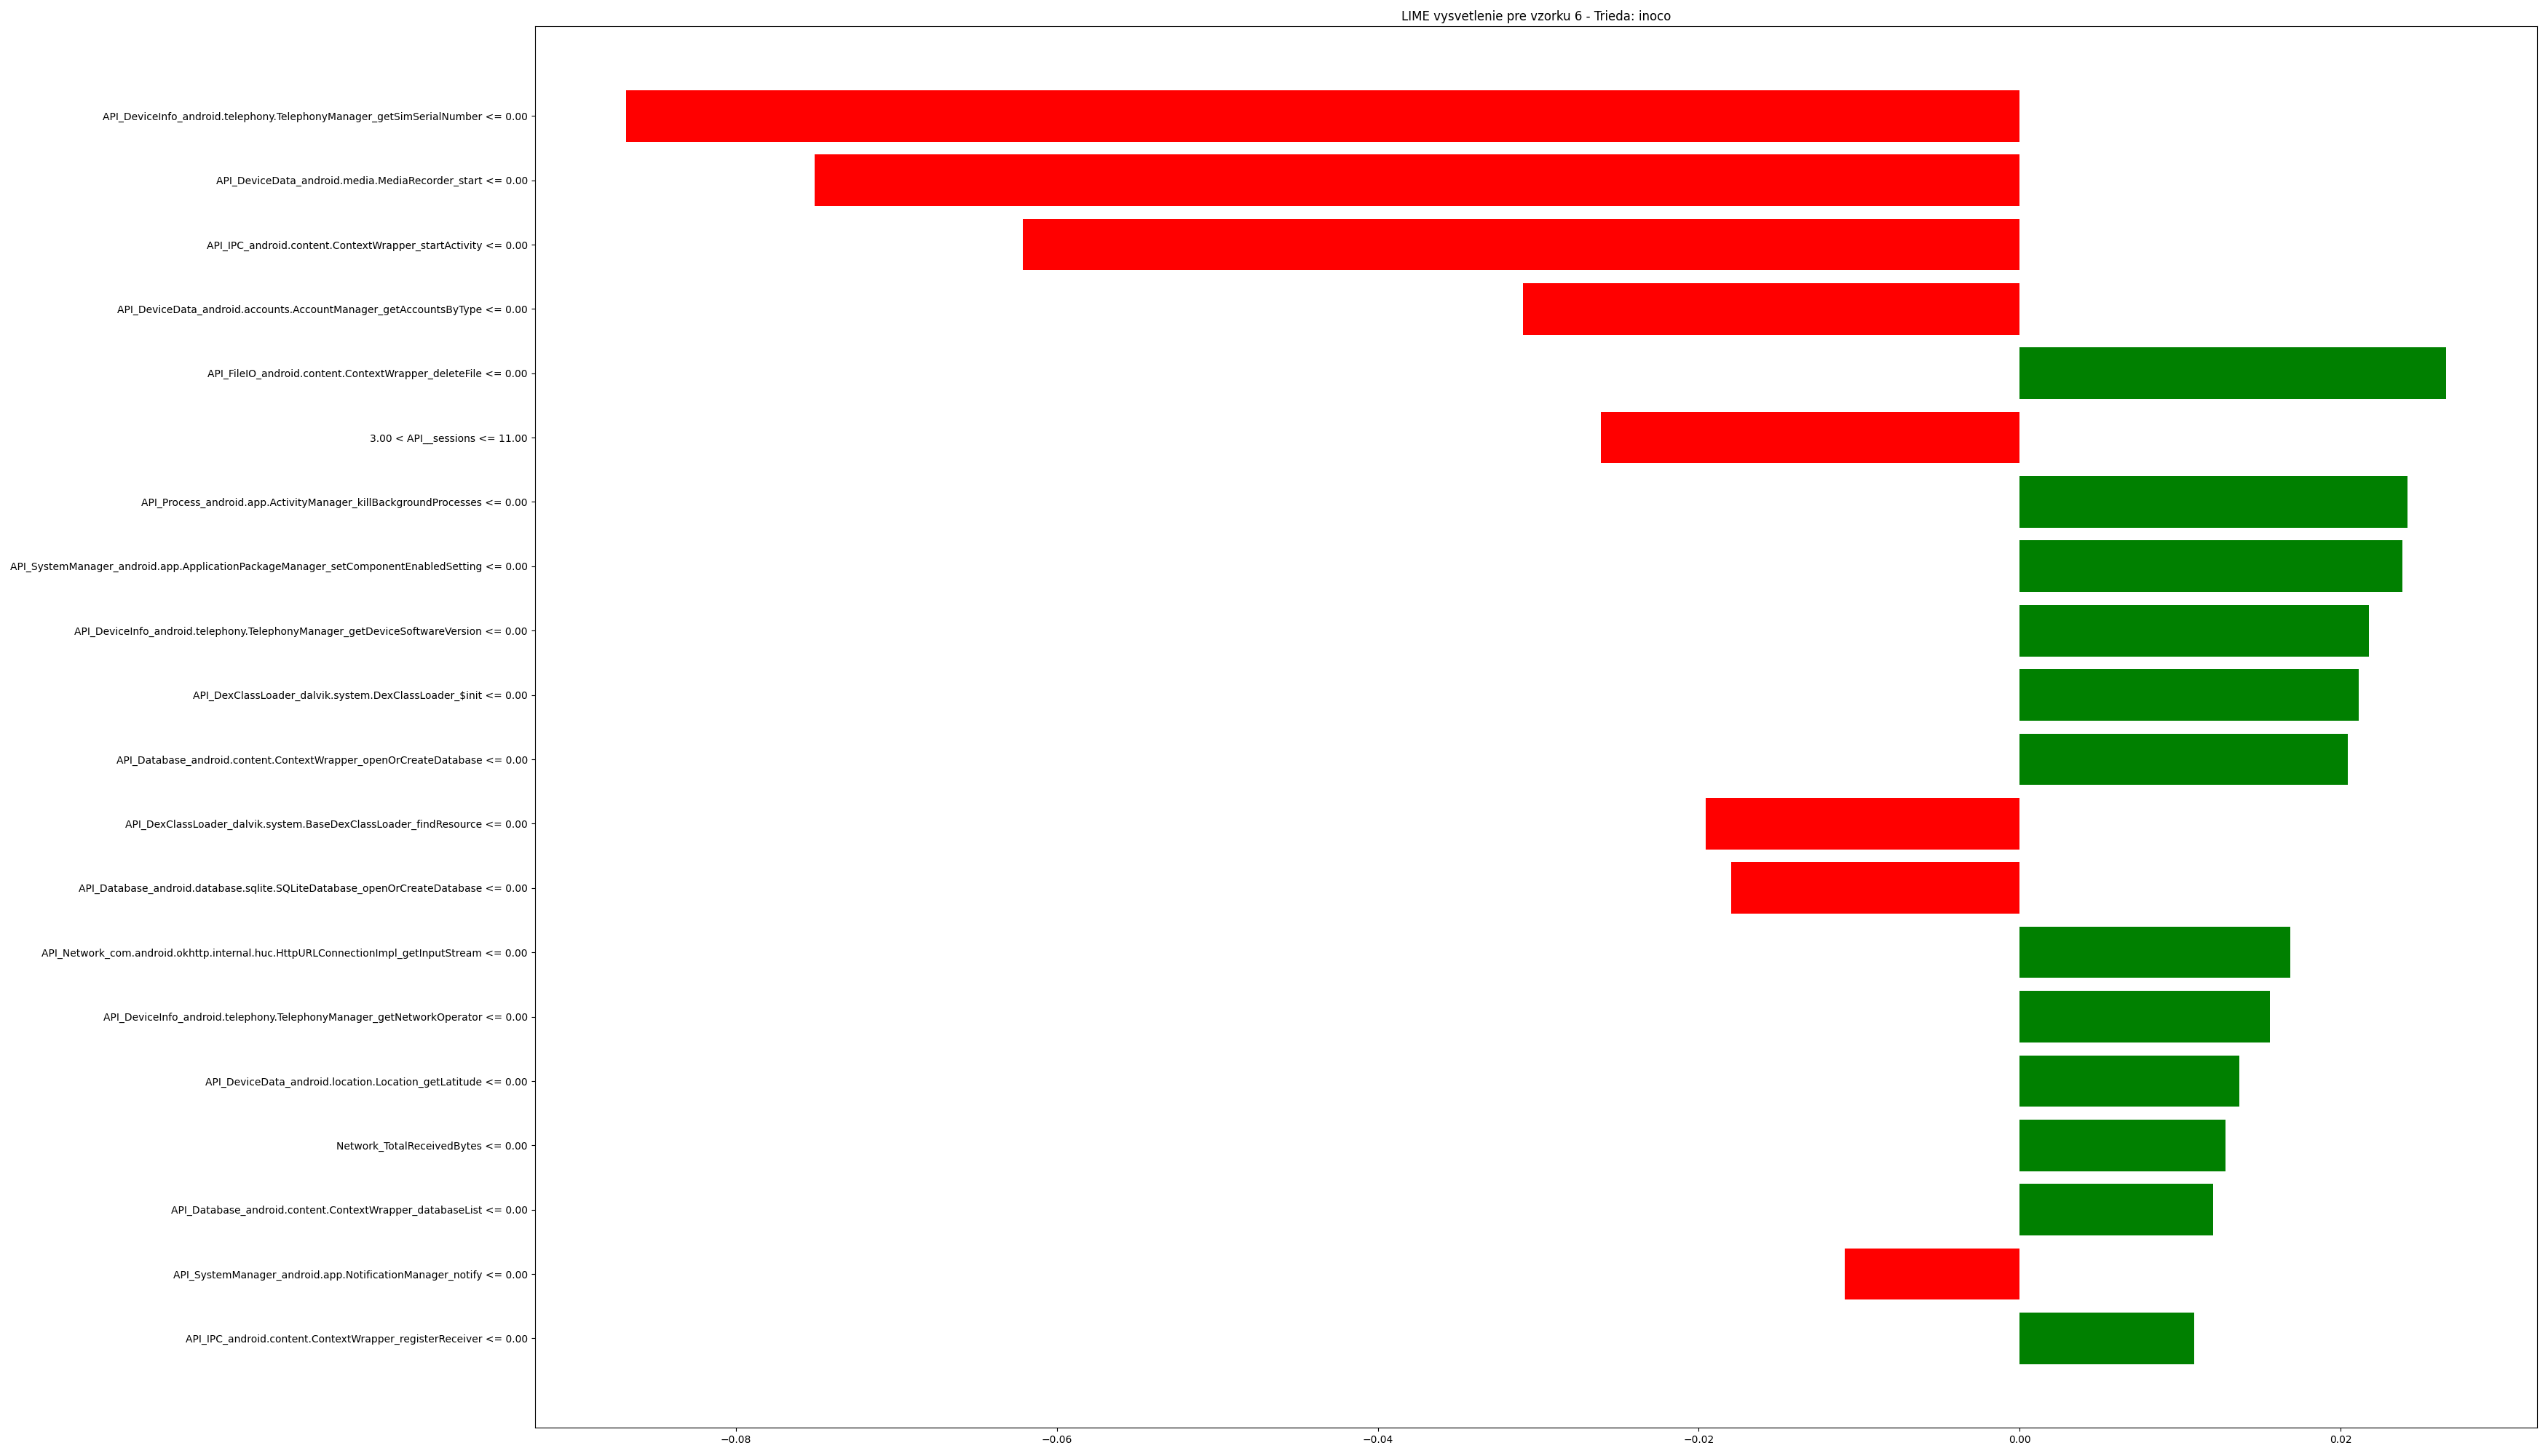 LIME vysvetlenie pre vzorku 6 - Trieda: inoco
API_DeviceInfo_android.telephony.TelephonyManager_getSimSerialNumber <= 0.00
API_DeviceData_android.media.MediaRecorder_start <= 0.00
API_IPC_android.content.ContextWrapper_startActivity <= 0.00
API_DeviceData_android.accounts.AccountManager_getAccountsByType <= 0.00
API_FileIO_android.content.ContextWrapper_deleteFile <= 0.00
3.00 < API__sessions <= 11.00
API_Process_android.app.ActivityManager_killBackgroundProcesses <= 0.00
API_SystemManager_android.app.ApplicationPackageManager_setComponentEnabledSetting <= 0.00
API_DeviceInfo_android.telephony.TelephonyManager_getDeviceSoftwareVersion <= 0.00
API_DexClassLoader_dalvik.system.DexClassLoader_$init <= 0.00
API_Database_android.content.ContextWrapper_openOrCreateDatabase <= 0.00
API_DexClassLoader_dalvik.system.BaseDexClassLoader_findResource <= 0.00
API_Database_android.database.sqlite.SQLiteDatabase_openOrCreateDatabase <= 0.00
API_Network_com.android.okhttp.internal.huc.HttpURLConnectionImpl_getInputStream <= 0.00
API_DeviceInfo_android.telephony.TelephonyManager_getNetworkOperator <= 0.00
API_DeviceData_android.location.Location_getLatitude <= 0.00
Network_TotalReceivedBytes <= 0.00
API_Database_android.content.ContextWrapper_databaseList <= 0.00
API_SystemManager_android.app.NotificationManager_notify <= 0.00
API_IPC_android.content.ContextWrapper_registerReceiver <= 0.00
−0.08 −0.06 −0.04 −0.02 0.00 0.02